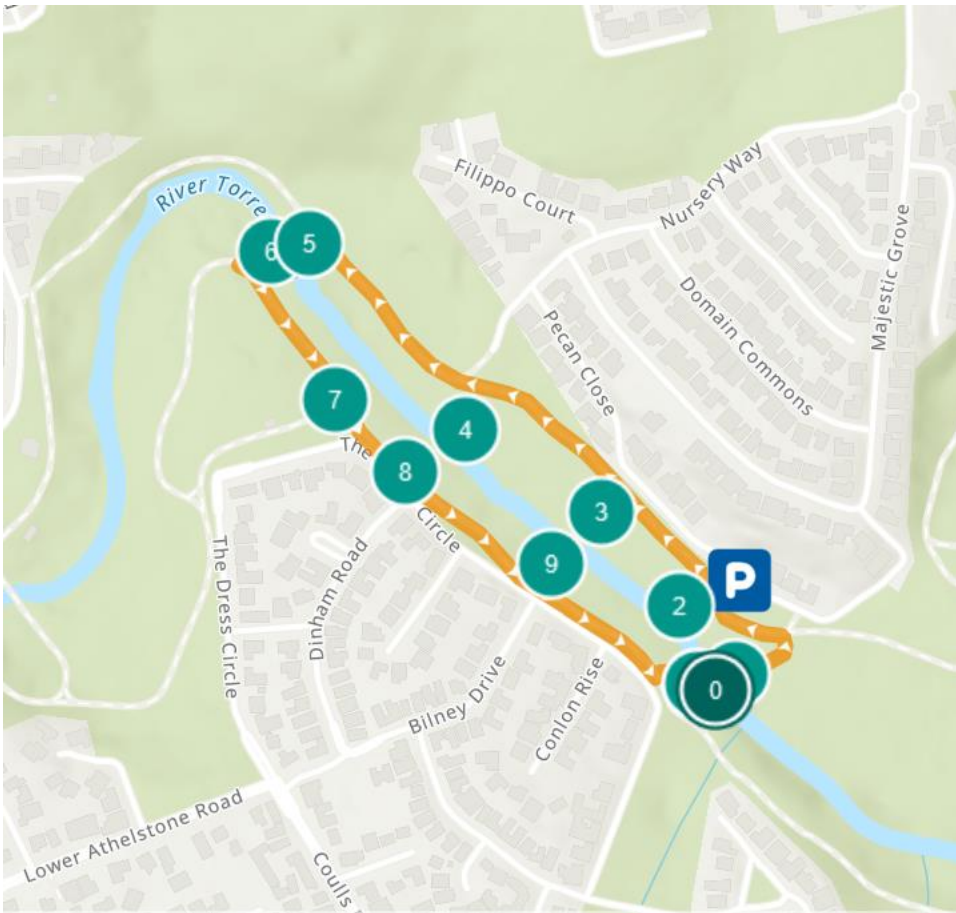 River Torre
Filippo Court
Nursery Way
Majestic Grove
6
5
Domain Commons
Pecan Close
7
4
The
8
Circle
3
9
P
2
The Dress Circle
Dinham Road
0
Bilney Drive
Conlon Rise
Lower Athelstone Road
Coulls